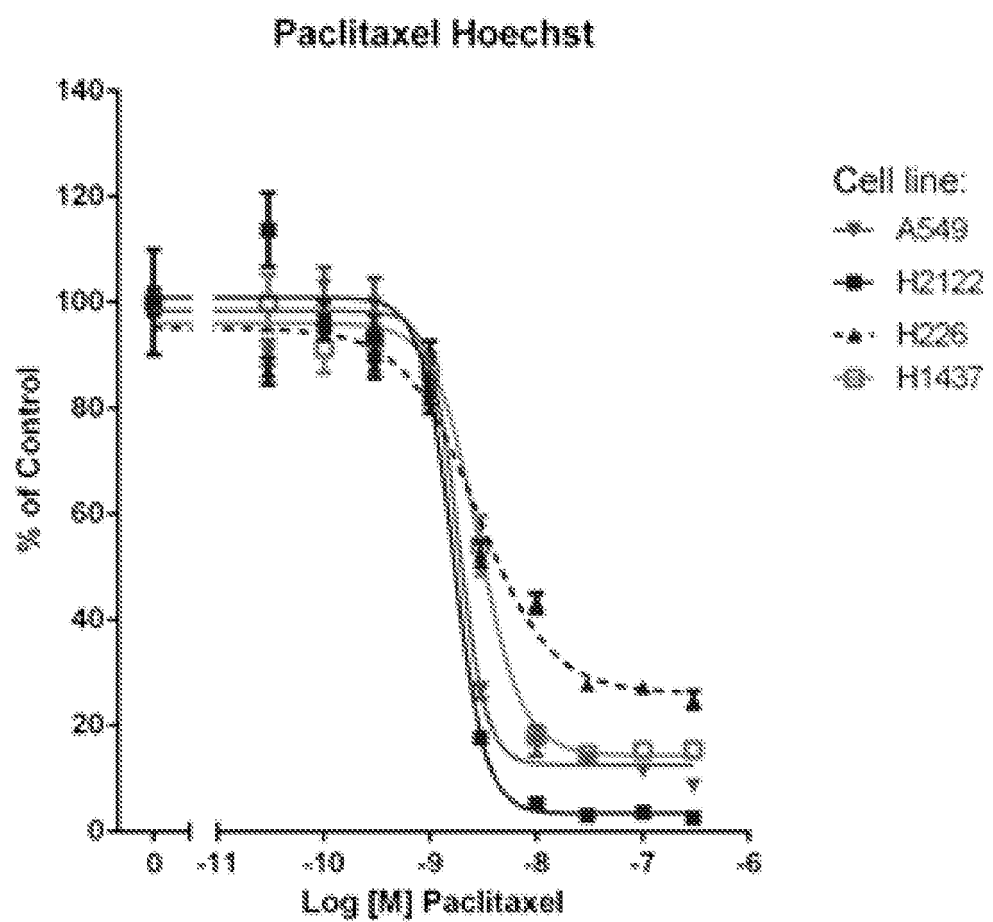 Paclitaxel Hoechst
% of Control
140
120
100
80
60
40
20
0
0 -11 -10 -9 -8 -7 -6
Log [M] Paclitaxel
Cell line:
A549
H2122
H226
H1437